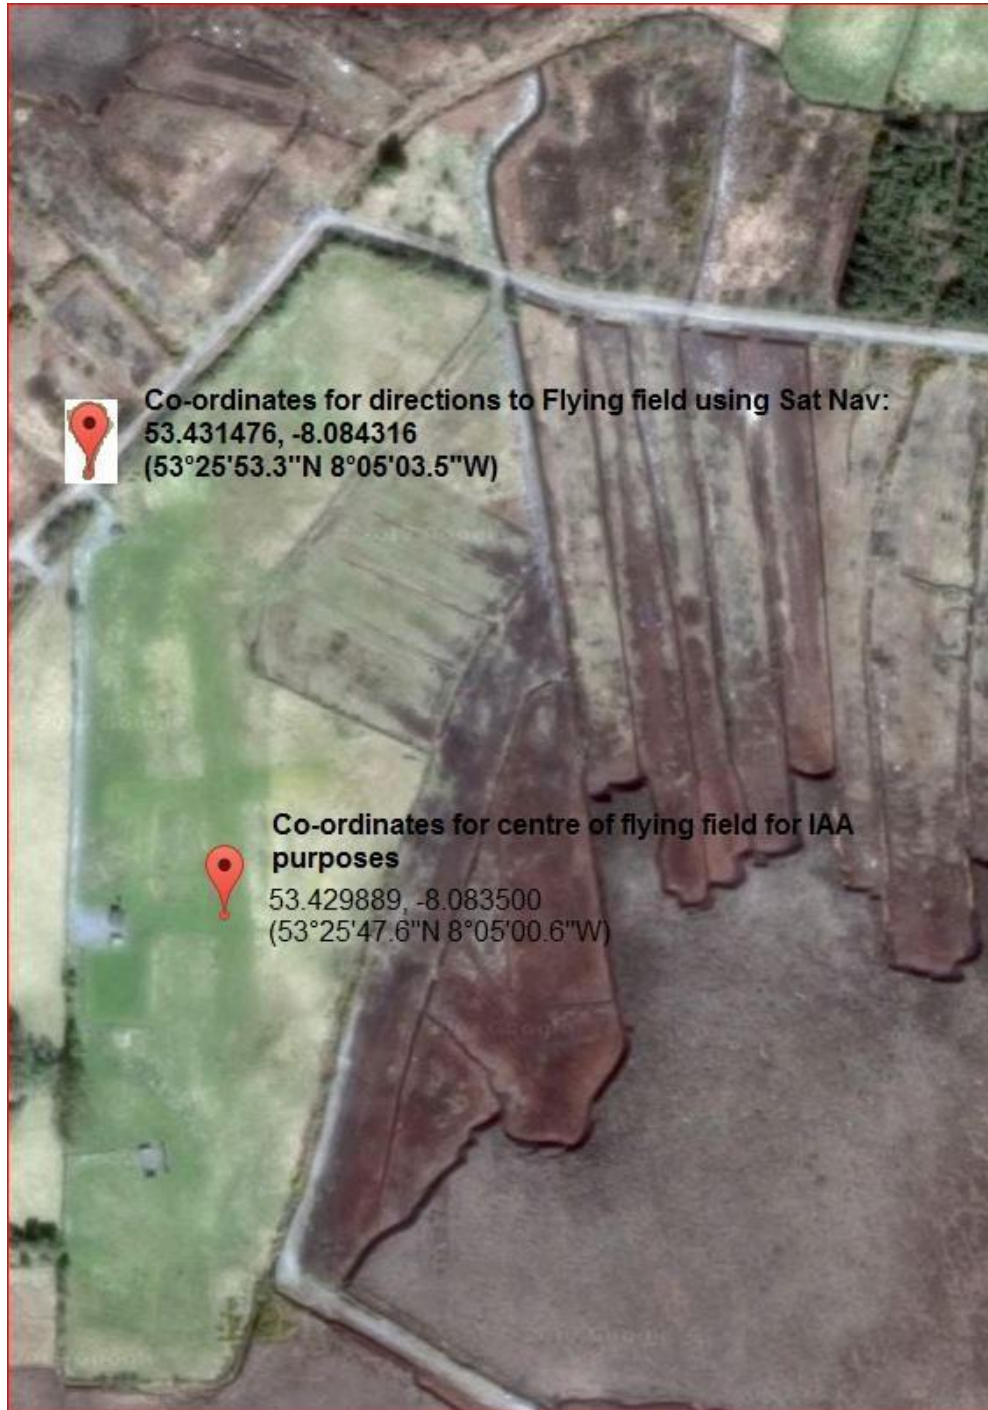 Co-ordinates for directions to Flying field using Sat Nav:
53.431476, -8.084316
(53°25'53.3"N 8°05'03.5"W)
Co-ordinates for centre of flying field for IAA
purposes
53.429889, -8.083500
(53°25'47.6"N 8°05'00.6"W)